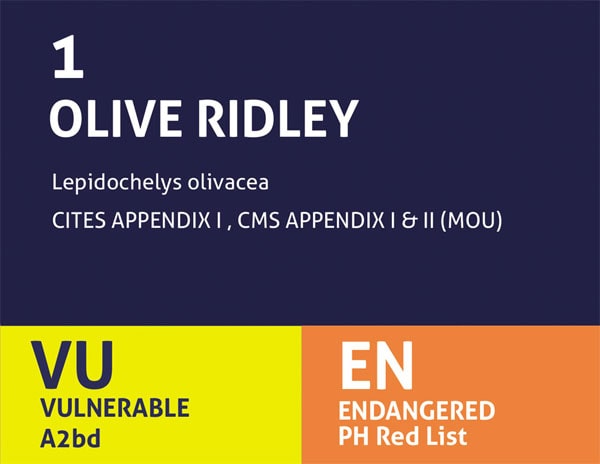 1
OLIVE RIDLEY
Lepidochelys olivacea
CITES APPENDIX I , CMS APPENDIX I & II (MOU)
VU
VULNERABLE
A2bd
EN
ENDANGERED
PH Red List